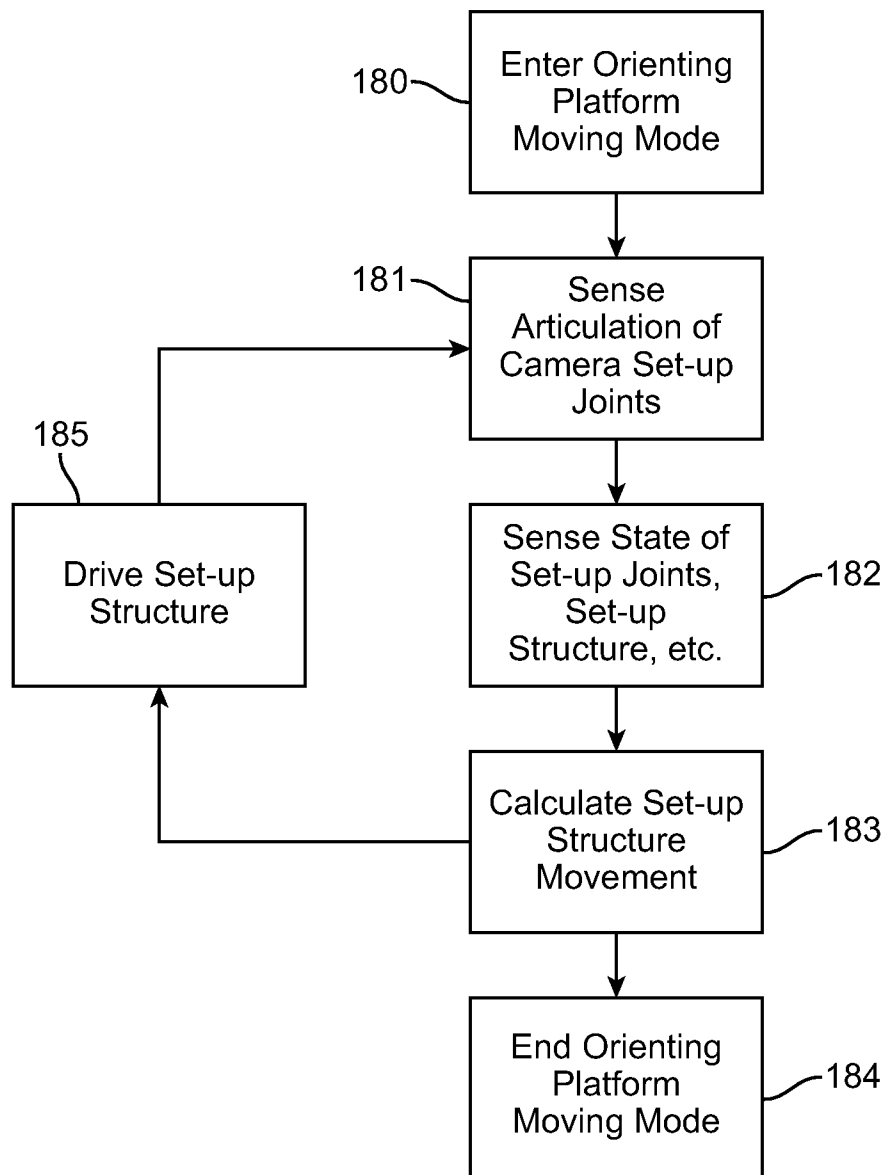 180
Enter Orienting
Platform
Moving Mode
181
Sense
Articulation of
Camera Set-up
Joints
185
Drive Set-up
Structure
Sense State of
Set-up Joints,
Set-up
Structure, etc.
182
Calculate Set-up
Structure
Movement
183
End Orienting
Platform
Moving Mode
184